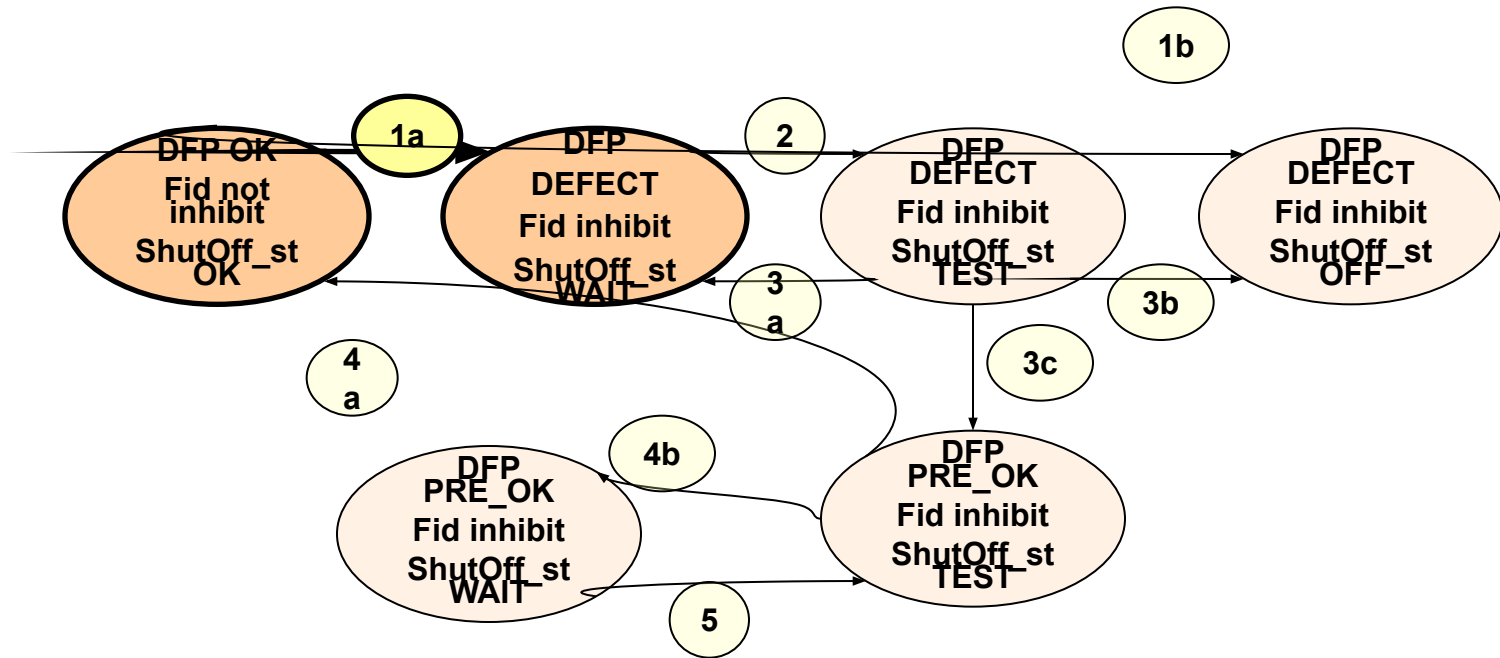 1b
1a
2
DFP OK
Fid not
inhibit
ShutOff_st
OK
DFP
DEFECT
Fid inhibit
ShutOff_st
WAIT
DFP
DEFECT
Fid inhibit
ShutOff_st
TEST
DFP
DEFECT
Fid inhibit
ShutOff_st
OFF
3
a
3b
4
a
3c
4b
DFP
PRE_OK
Fid inhibit
ShutOff_st
WAIT
DFP
PRE_OK
Fid inhibit
ShutOff_st
TEST
5